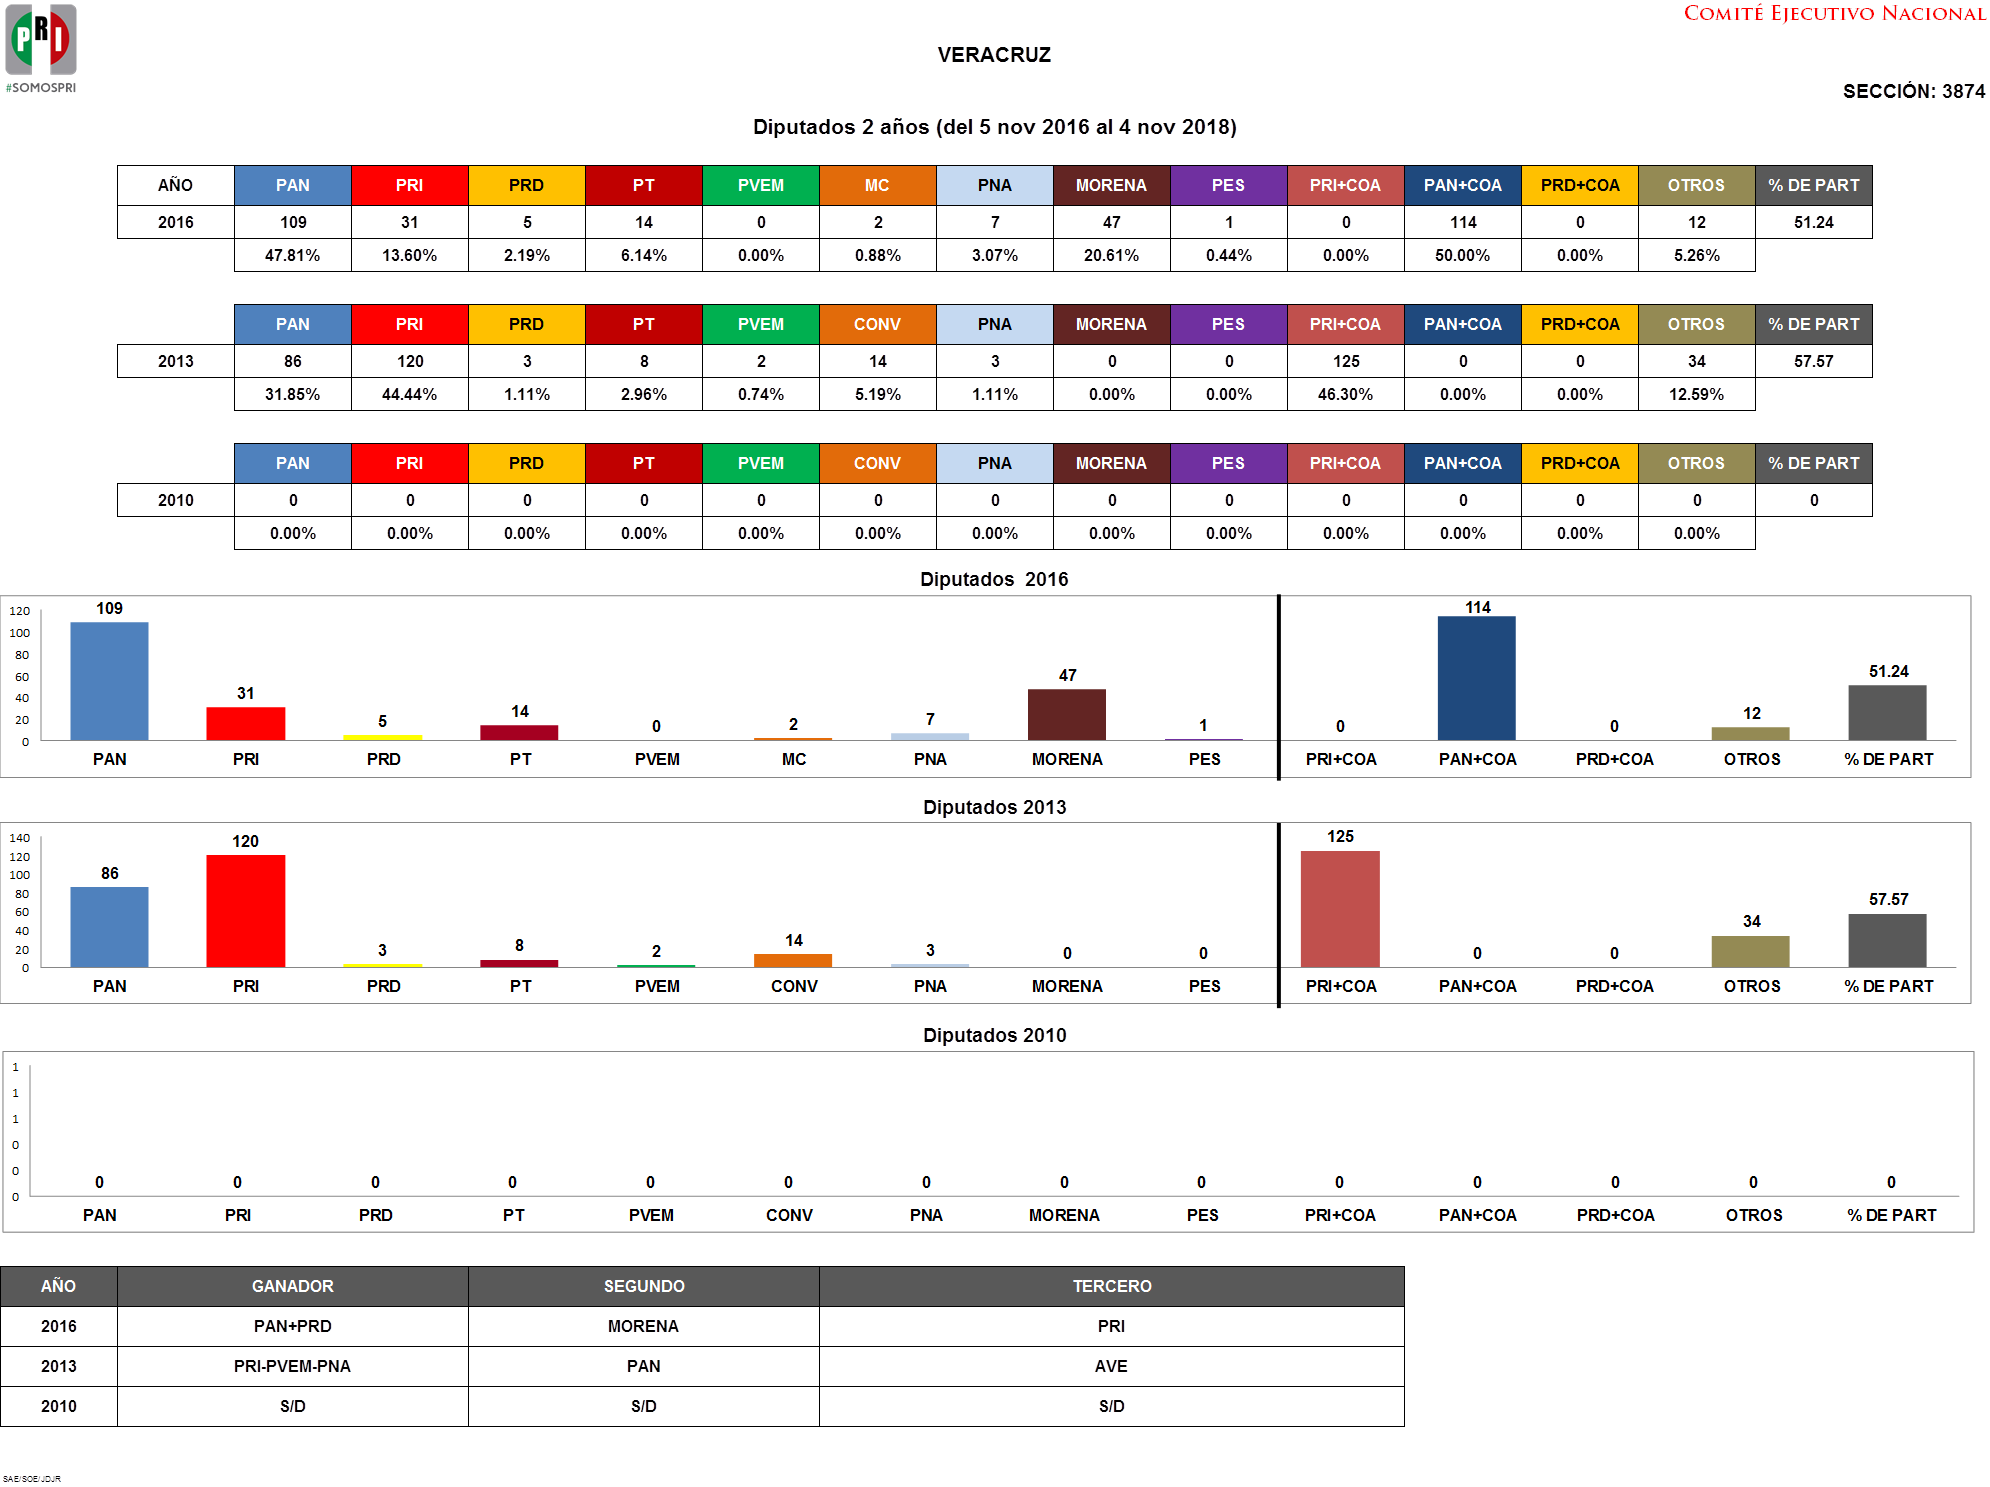 PRI
#SOMOSPRI
COMITÉ EJECUTIVO NACIONAL
VERACRUZ
SECCIÓN: 3874
Diputados 2 años (del 5 nov 2016 al 4 nov 2018)
AÑO PAN PRI PRD PT PVEM MC PNA MORENA PES PRI+COA PAN+COA PRD+COA OTROS % DE PART
2016 109 31 5 14 0 2 7 47 1 0 114 0 12 51.24
47.81% 13.60% 2.19% 6.14% 0.00% 0.88% 3.07% 20.61% 0.44% 0.00% 50.00% 0.00% 5.26%
PAN PRI PRD PT PVEM CONV PNA MORENA PES PRI+COA PAN+COA PRD+COA OTROS % DE PART
2013 86 120 3 8 2 14 3 0 0 125 0 0 34 57.57
31.85% 44.44% 1.11% 2.96% 0.74% 5.19% 1.11% 0.00% 0.00% 46.30% 0.00% 0.00% 12.59%
PAN PRI PRD PT PVEM CONV PNA MORENA PES PRI+COA PAN+COA PRD+COA OTROS % DE PART
2010 0 0 0 0 0 0 0 0 0 0 0 0 0 0
0.00% 0.00% 0.00% 0.00% 0.00% 0.00% 0.00% 0.00% 0.00% 0.00% 0.00% 0.00% 0.00%
Diputados 2016
120
100
80
60
40
20
0
109 31 5 14 0 2 7 47 1 0 114 0 12 51.24
PAN PRI PRD PT PVEM MC PNA MORENA PES PRI+COA PAN+COA PRD+COA OTROS % DE PART
Diputados 2013
140
120
100
80
60
40
20
0
86 120 3 8 2 14 3 0 0 125 0 0 34 57.57
PAN PRI PRD PT PVEM CONV PNA MORENA PES PRI+COA PAN+COA PRD+COA OTROS % DE PART
Diputados 2010
1
1
1
0
0
0
0 0 0 0 0 0 0 0 0 0 0 0 0 0
PAN PRI PRD PT PVEM CONV PNA MORENA PES PRI+COA PAN+COA PRD+COA OTROS % DE PART
AÑO GANADOR SEGUNDO TERCERO
2016 PAN+PRD MORENA PRI
2013 PRI-PVEM-PNA PAN AVE
2010 S/D S/D S/D
SAE/SOE/JDJR